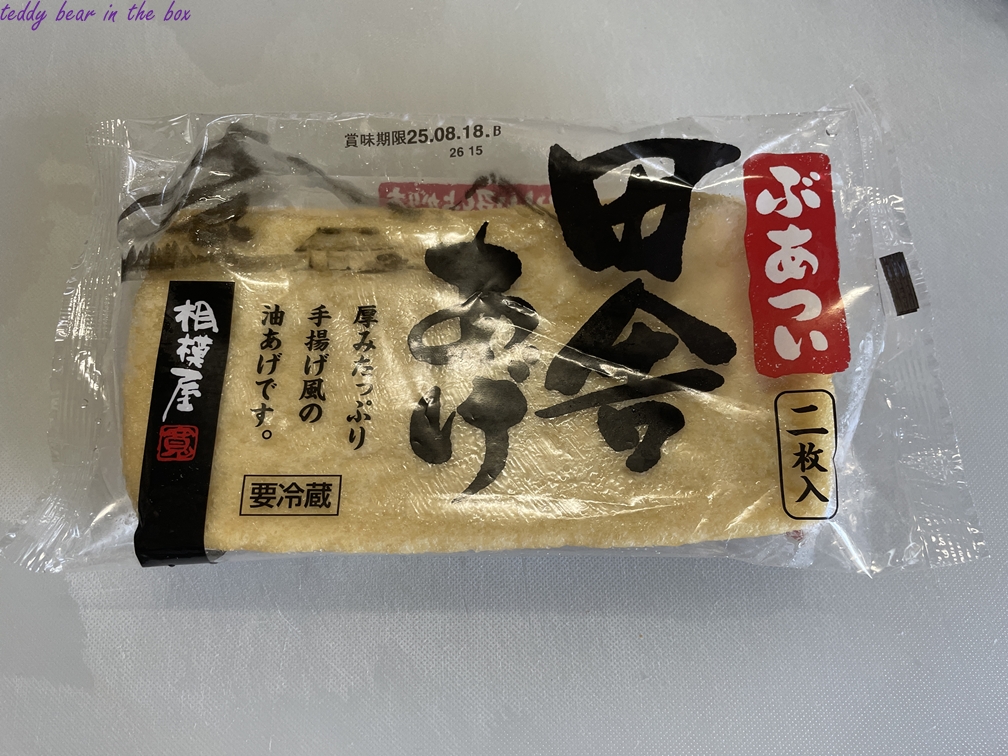 teddy bear in the box
賞味期限25.08.18.B
26 15
ぶあつい
田舎
あげ
二枚入
厚みたっぷり
手揚げ風の
油あげです。
要冷蔵
相模屋